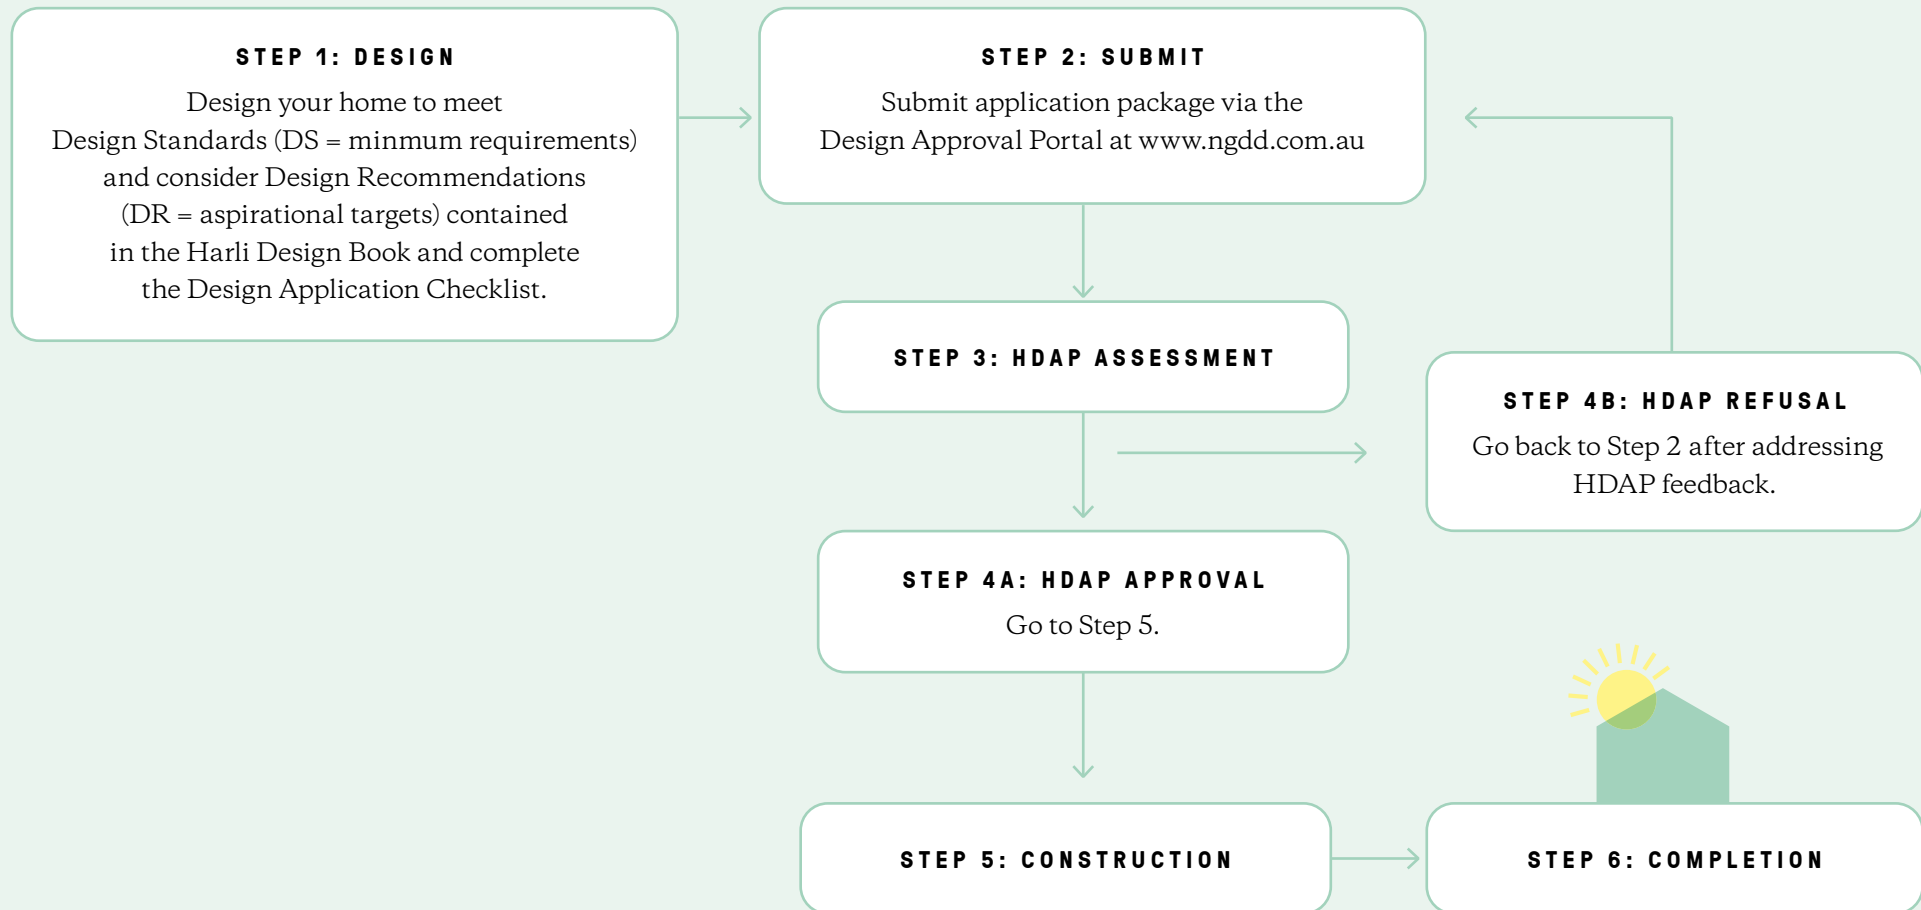 STEP 1: DESIGN
Design your home to meet
Design Standards (DS = minmum requirements)
and consider Design Recommendations
(DR = aspirational targets) contained
in the Harli Design Book and complete
the Design Application Checklist.
STEP 2: SUBMIT
Submit application package via the
Design Approval Portal at www.ngdd.com.au
STEP 3: HDAP ASSESSMENT
STEP 4B: HDAP REFUSAL
Go back to Step 2 after addressing
HDAP feedback.
STEP 4A: HDAP APPROVAL
Go to Step 5.
STEP 5: CONSTRUCTION
STEP 6: COMPLETION